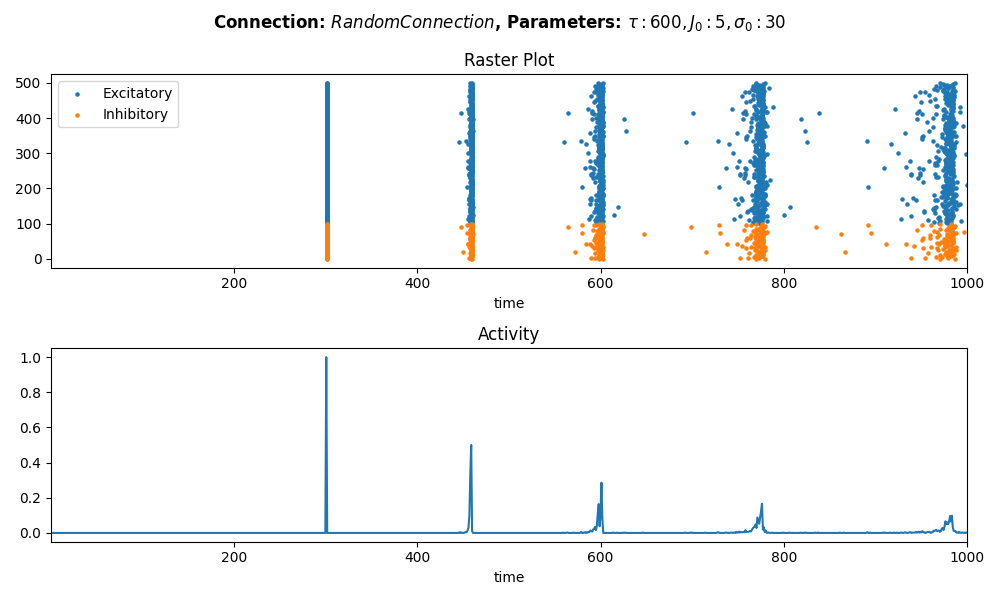 Connection: RandomConnection, Parameters: τ : 600, J₀ : 5, σ₀ : 30
Raster Plot
500
400
300
200
100
0
Excitatory
Inhibitory
200 400 600 800 1000
time
Activity
1.0
0.8
0.6
0.4
0.2
0.0
200 400 600 800 1000
time